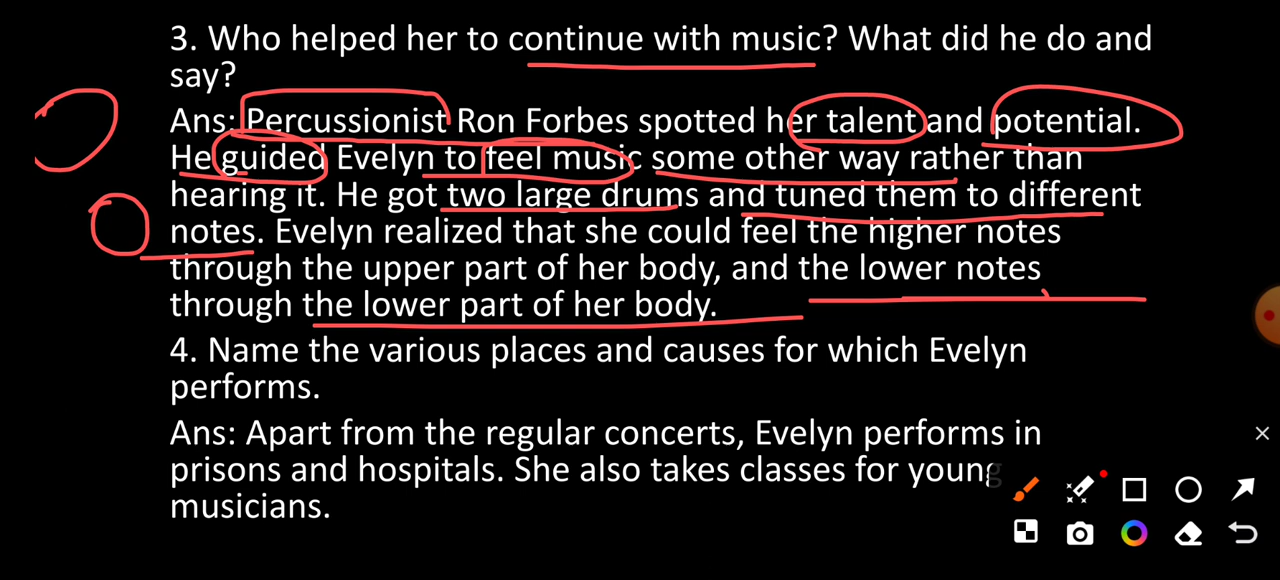 3. Who helped her to continue with music? What did he do and
say?
Ans: Percussionist Ron Forbes spotted her talent and potential.
He guided Evelyn to feel music some other way rather than
hearing it. He got two large drums and tuned them to different
notes. Evelyn realized that she could feel the higher notes
through the upper part of her body, and the lower notes
through the lower part of her body.
4. Name the various places and causes for which Evelyn
performs.
Ans: Apart from the regular concerts, Evelyn performs in
prisons and hospitals. She also takes classes for young
musicians.